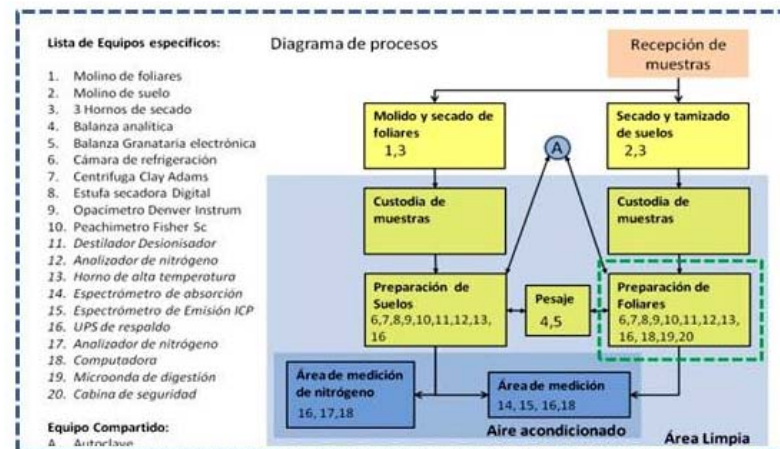 Lista de Equipos específicos:
1. Molino de foliares
2. Molino de suelo
3. 3 Hornos de secado
4. Balanza analítica
5. Balanza Granataria electrónica
6. Cámara de refrigeración
7. Centrifuga Clay Adams
8. Estufa secadora Digital
9. Opacímetro Denver Instrum
10. Peachimetro Fisher Sc
11. Destilador Desionisador
12. Analizador de nitrógeno
13. Horno de alta temperatura
14. Espectrómetro de absorción
15. Espectrómetro de Emisión ICP
16. UPS de respaldo
17. Analizador de nitrógeno
18. Computadora
19. Microonda de digestión
20. Cabina de seguridad
Equipo Compartido:
A Autoclave
Diagrama de procesos
Recepción de
muestras
Molido y secado de
foliares
1,3
Secado y tamizado
de suelos
2,3
A
Custodia de
muestras
Custodia de
muestras
Preparación de
Suelos
6,7,8,9,10,11,12,13,
16
Pesaje
4,5
Preparación de
Foliares
6,7,8,9,10,11,12,13,
16, 18,19,20
Área de medición
de nitrógeno
16, 17,18
Área de medición
14, 15, 16,18
Aire acondicionado
Área Limpia